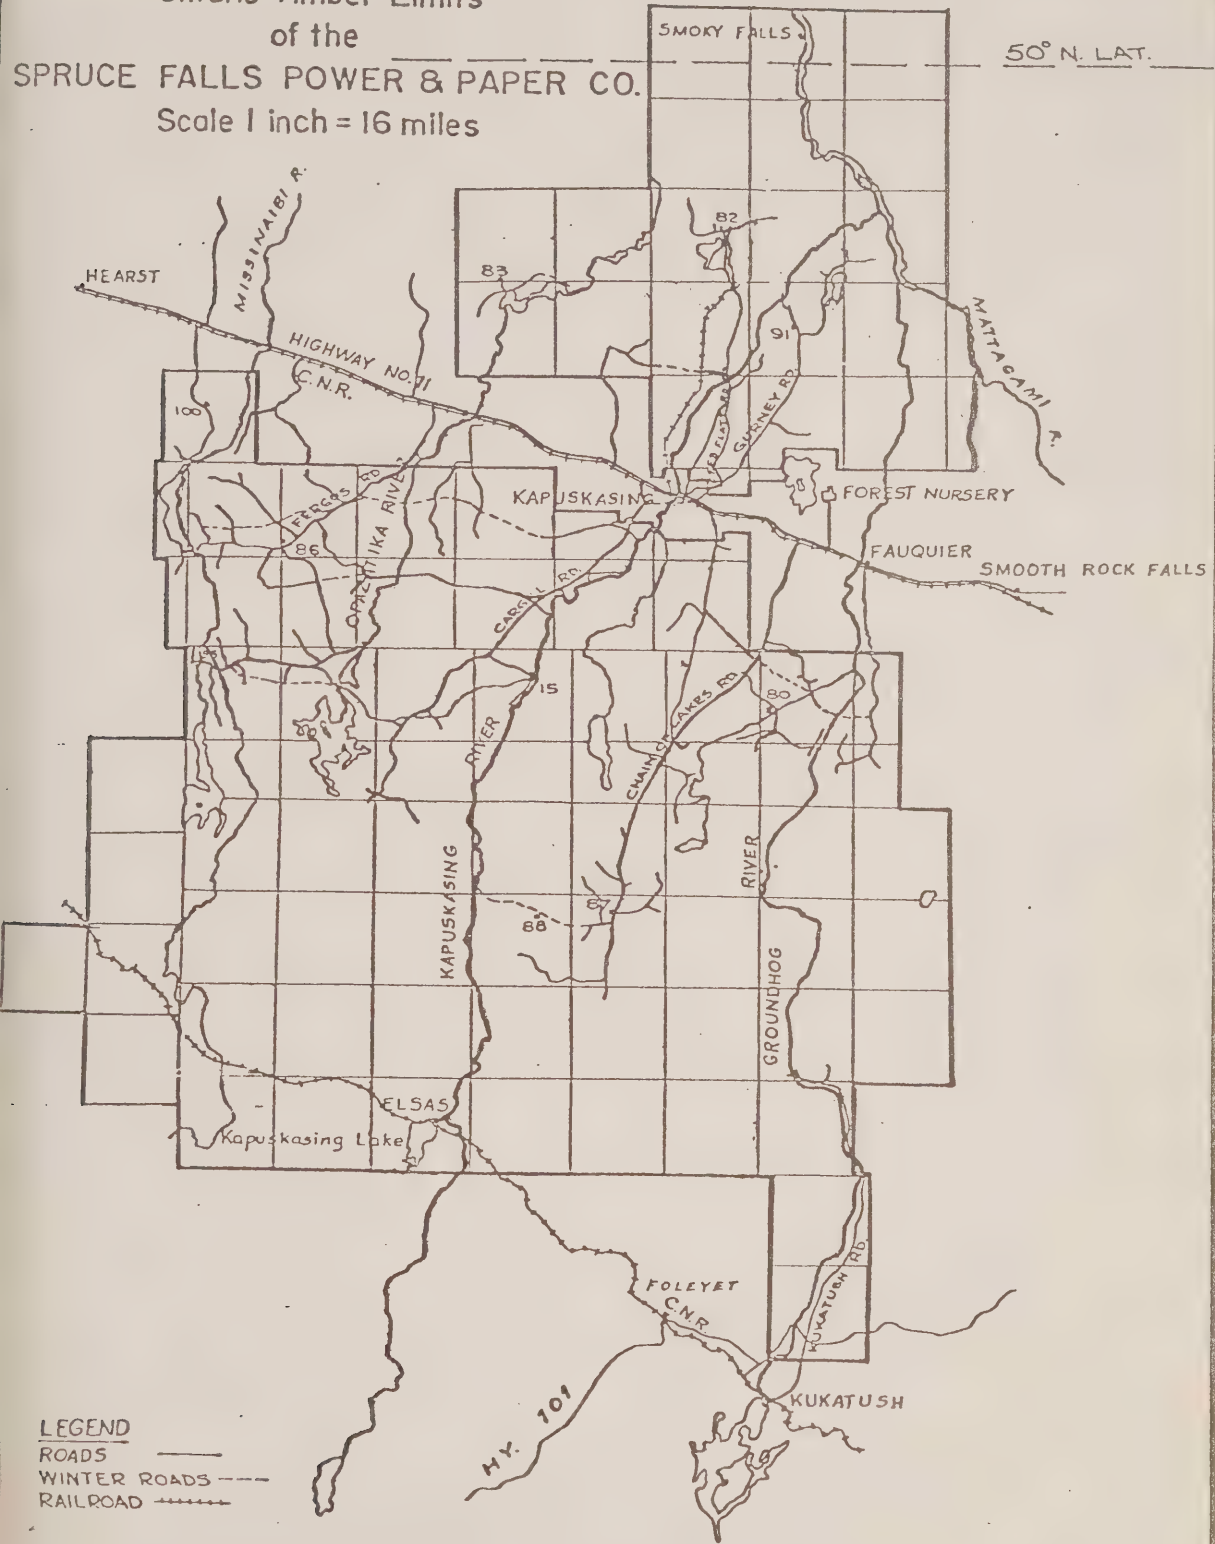 Timber Limits
of the
SPRUCE FALLS POWER & PAPER CO.
Scale 1 inch = 16 miles
SMOKY FALLS
50° N. LAT.
MISSINAIBI R.
82
83
HEARST
MATTAGAMI R.
91
HIGHWAY NO. 11
C.N.R.
100
GURNEY RD.
FERGUS RD
OPAZATIKA RIVER
KAPUSKASING
FOREST NURSERY
86
FAUQUIER
SMOOTH ROCK FALLS
CARGILL RD.
15
80
CHAIN OF LAKES RD.
KAPUSKASING RIVER
GROUNDHOG RIVER
87
88
ELSAS
Kapuskasing Lake
FOLEYET
C.N.R.
KUKATUSH RD.
HY. 101
KUKATUSH
LEGEND
ROADS
WINTER ROADS
RAILROAD